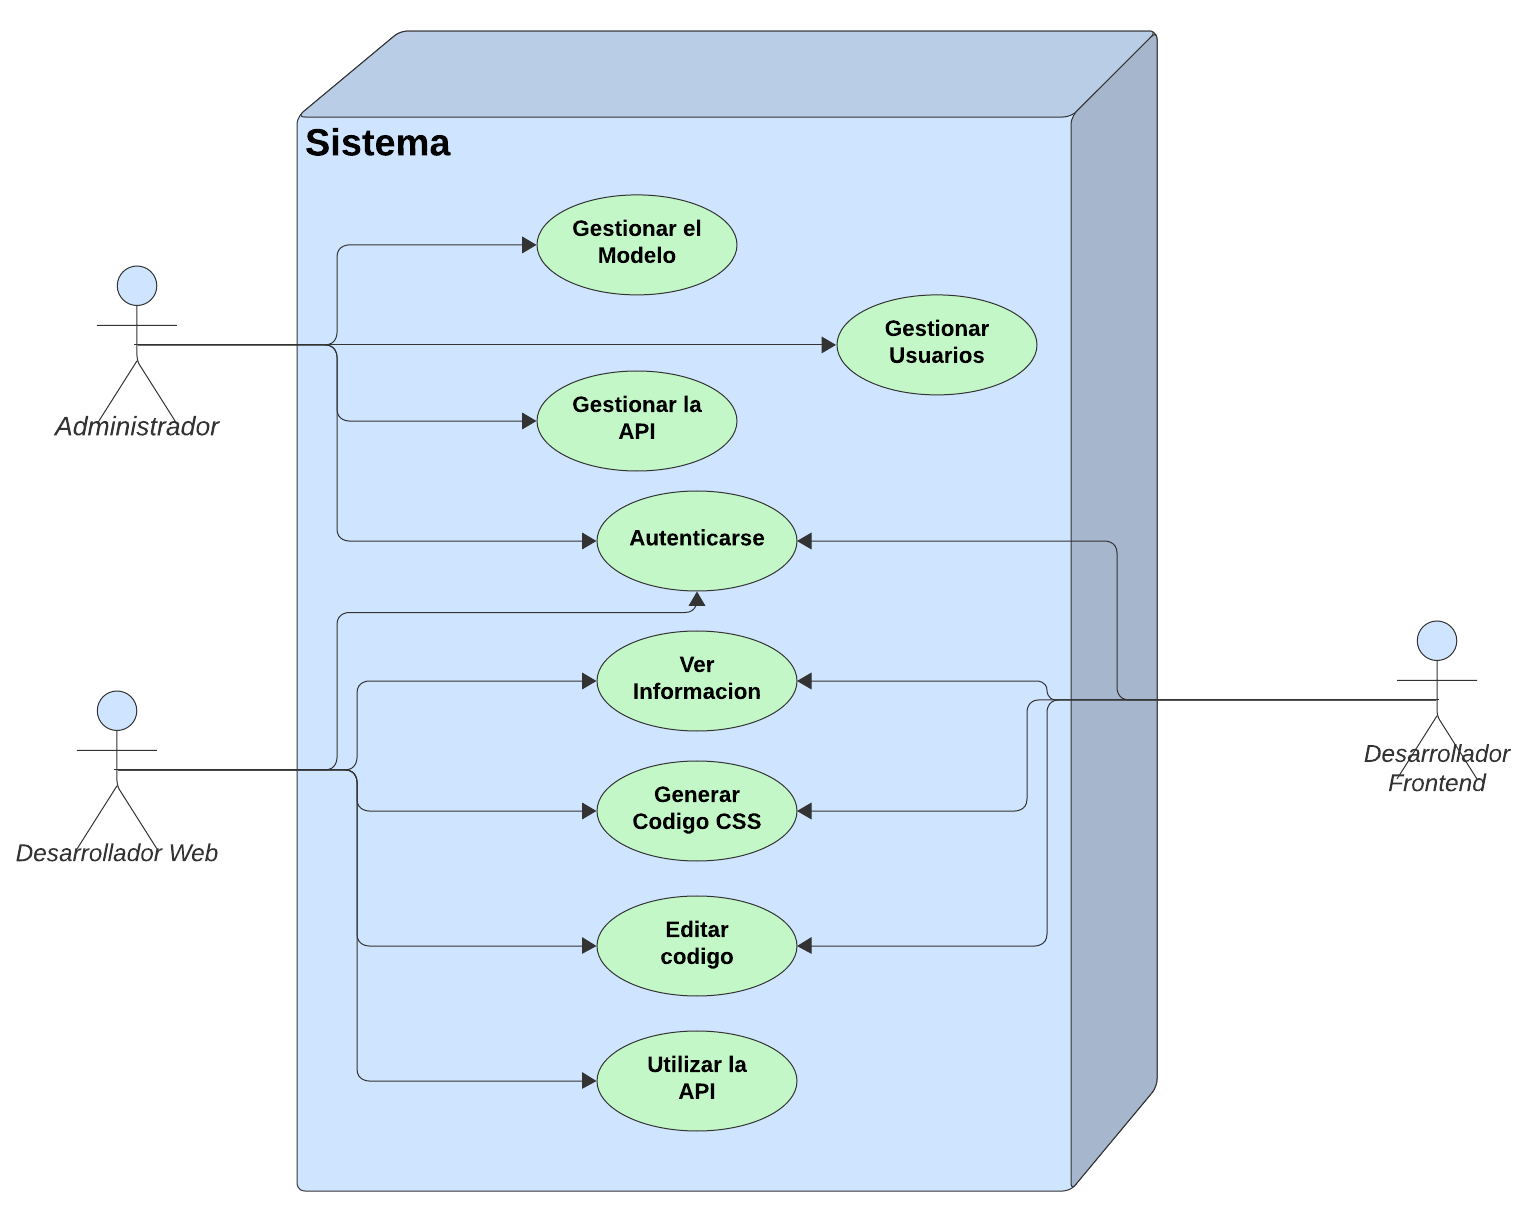 Sistema
Gestionar el
Modelo
Gestionar
Usuarios
Administrador
Gestionar la
API
Autenticarse
Ver
Informacion
Desarrollador
Frontend
Generar
Codigo CSS
Desarrollador Web
Editar
codigo
Utilizar la
API